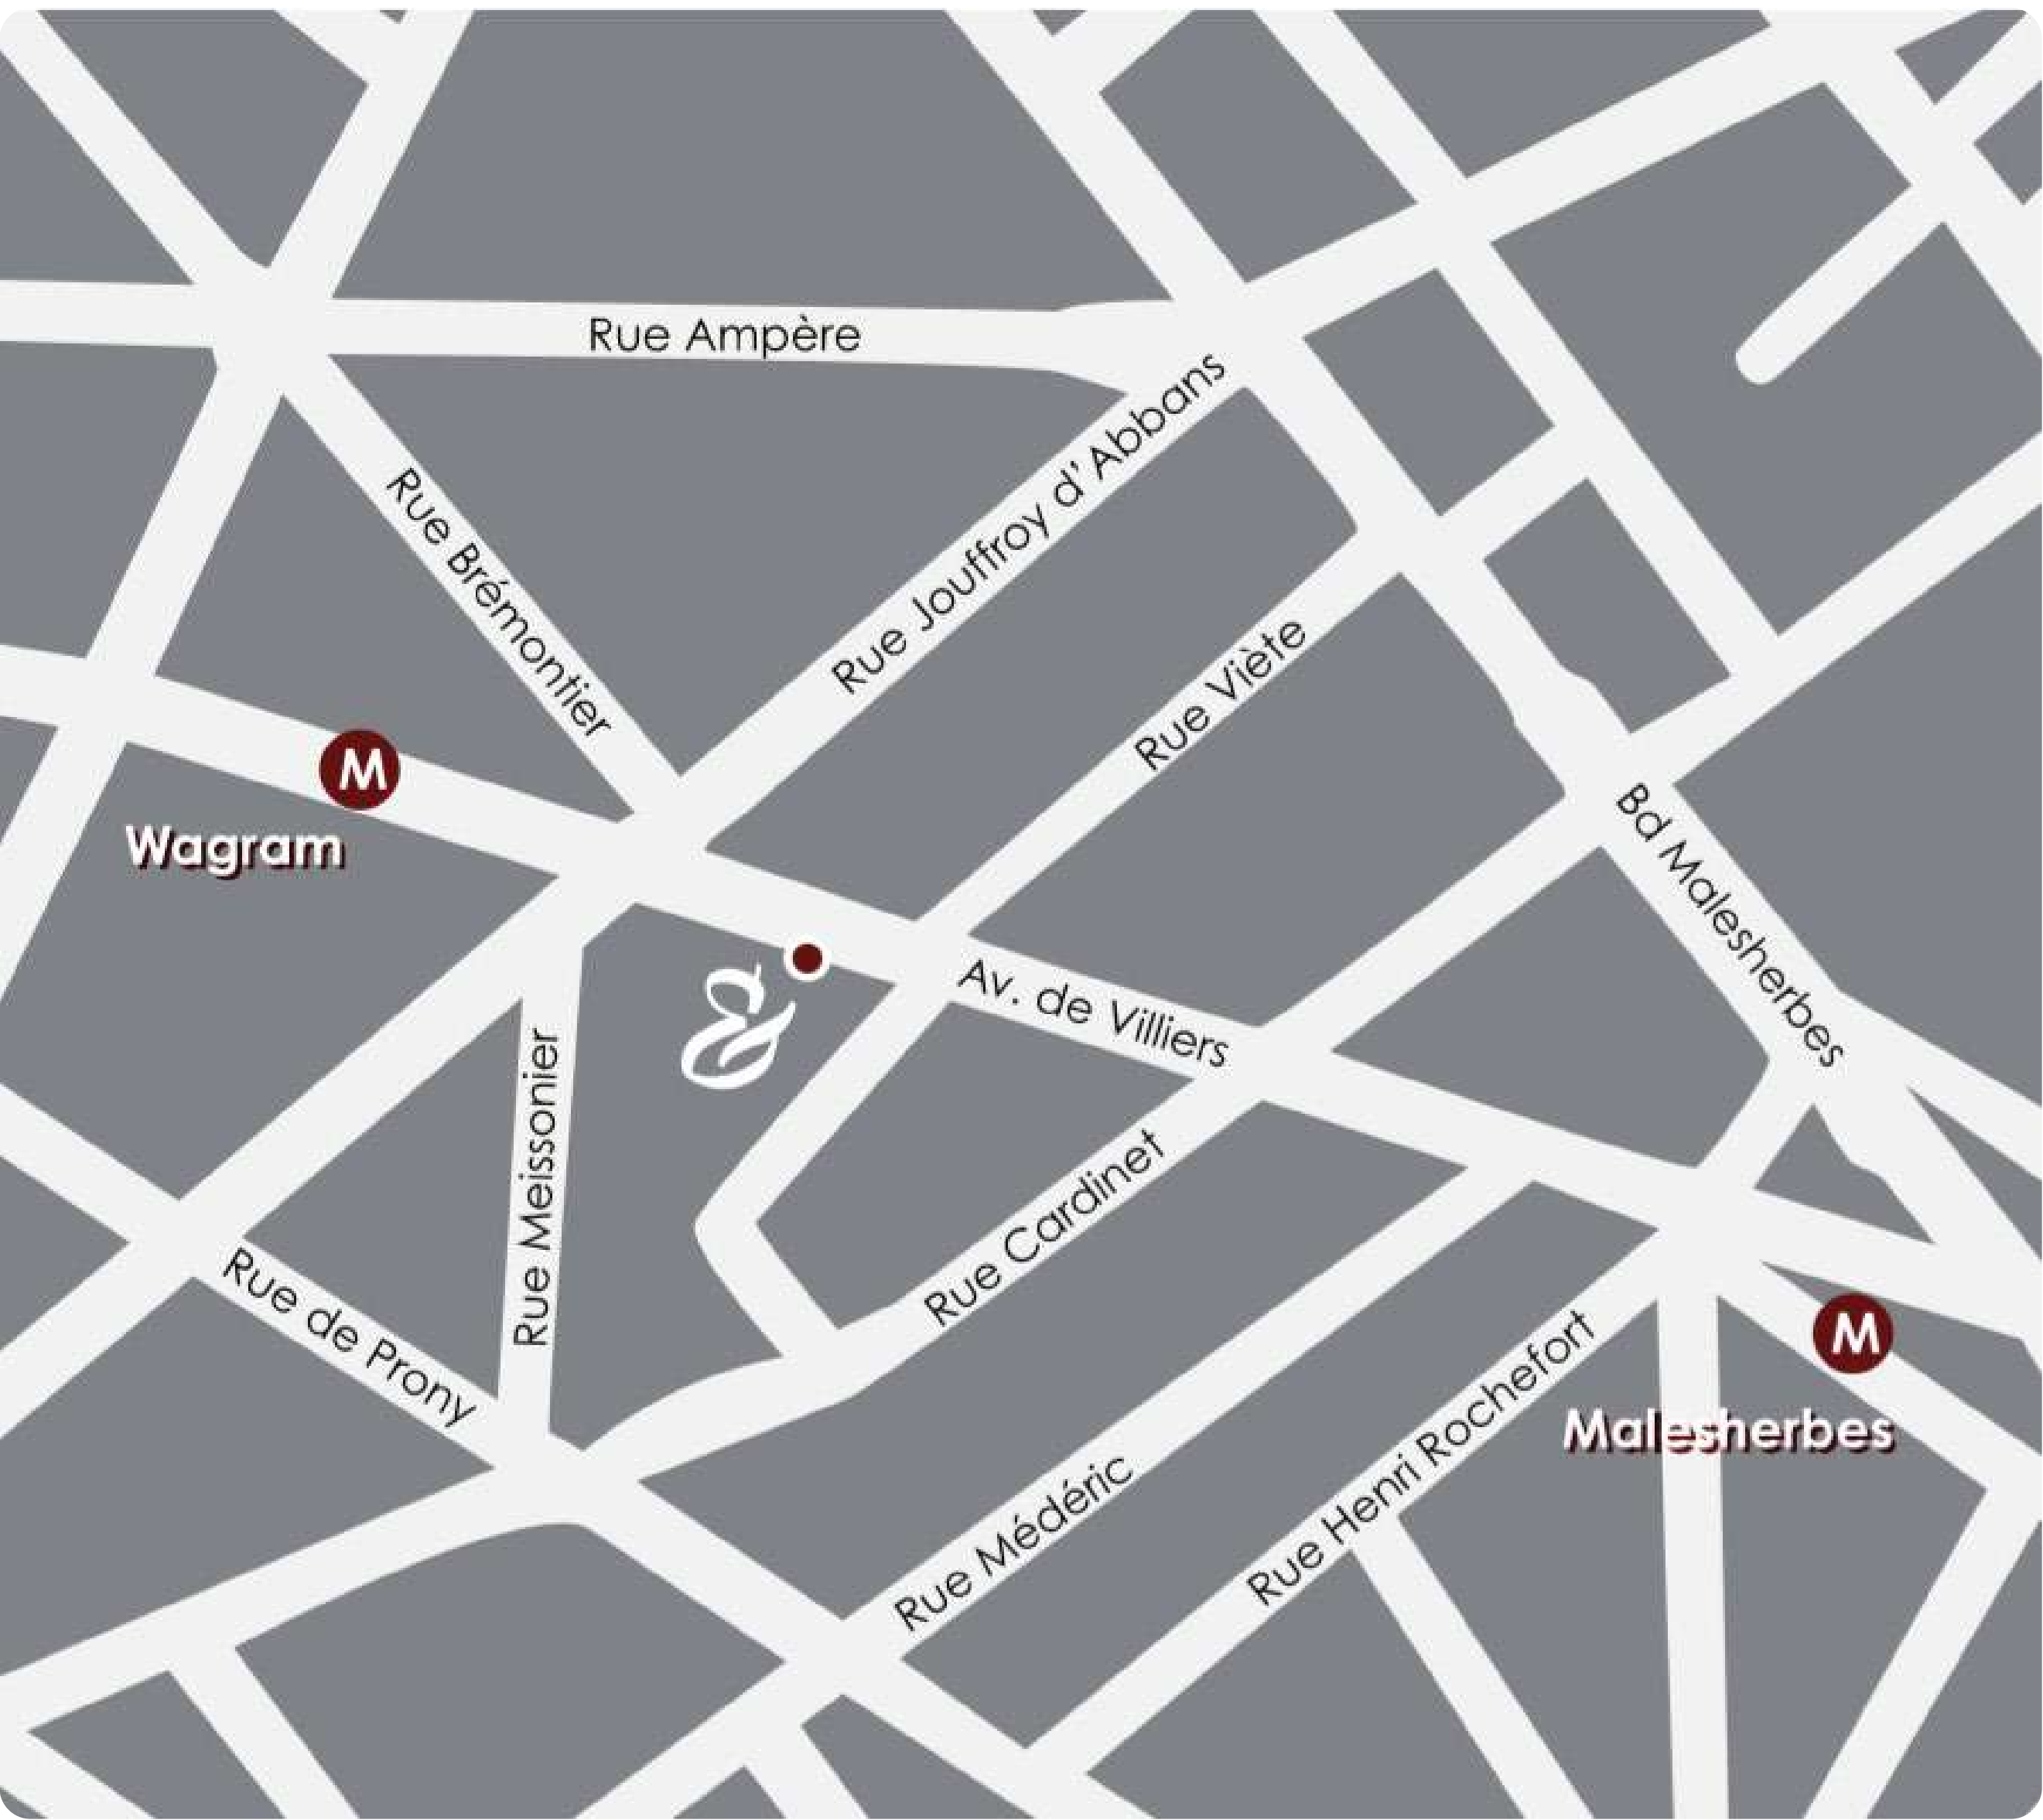 Rue Ampère
Rue Jouffroy d'Abbans
Rue Brémontier
Rue Viète
M
Wagram
Bd Malesherbes
&
Av. de Villiers
Rue Meissonier
Rue Cardinet
Rue de Prony
M
Malesherbes
Rue Henri Rochefort
Rue Médéric